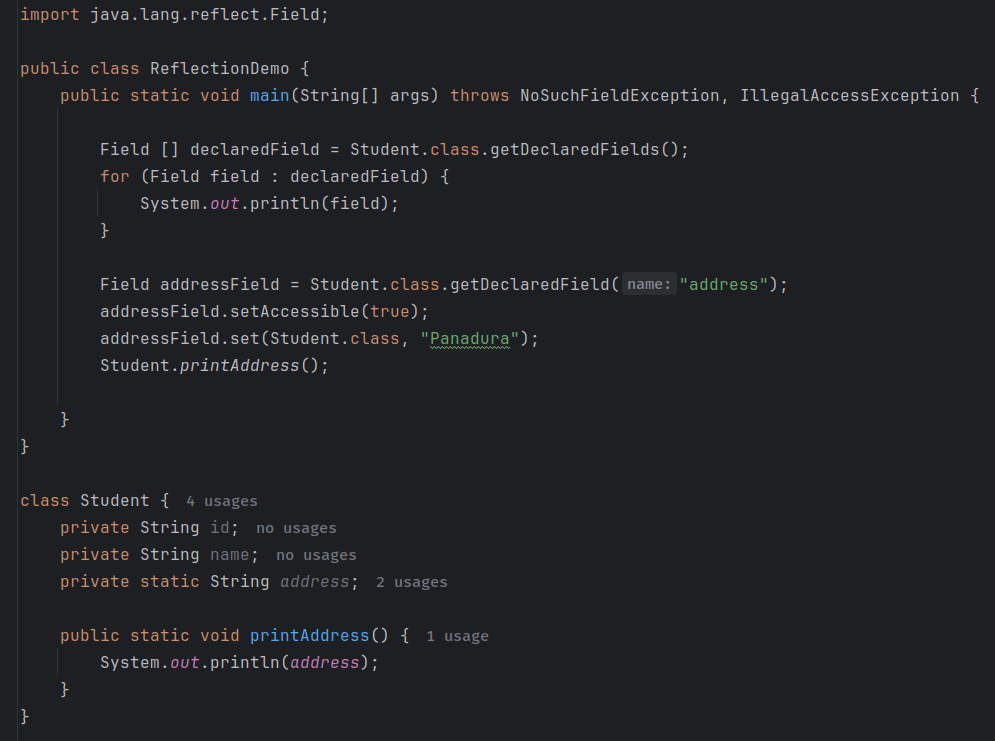 import java.lang.reflect.Field;
public class ReflectionDemo {
public static void main(String[] args) throws NoSuchFieldException, IllegalAccessException {
Field [] declaredField = Student.class.getDeclaredFields();
for (Field field : declaredField) {
System.out.println(field);
}
Field addressField = Student.class.getDeclaredField( name: "address");
addressField.setAccessible(true);
addressField.set(Student.class, "Panadura");
Student.printAddress();
}
}
class Student { 4 usages
private String id; no usages
private String name; no usages
private static String address; 2 usages
public static void printAddress() { 1 usage
System.out.println(address);
}
}